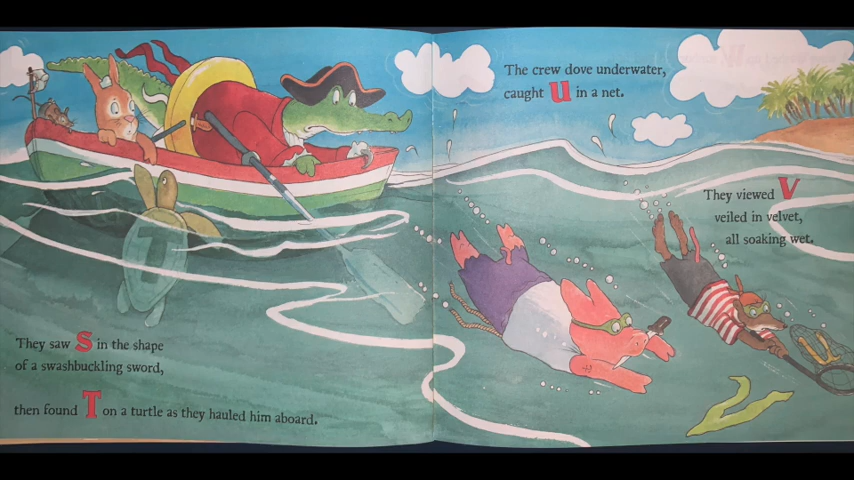 They saw S in the shape
of a swashbuckling sword,
then found T on a turtle as they hauled him aboard.
The crew dove underwater,
caught U in a net.
They viewed V
veiled in velvet,
all soaking wet.